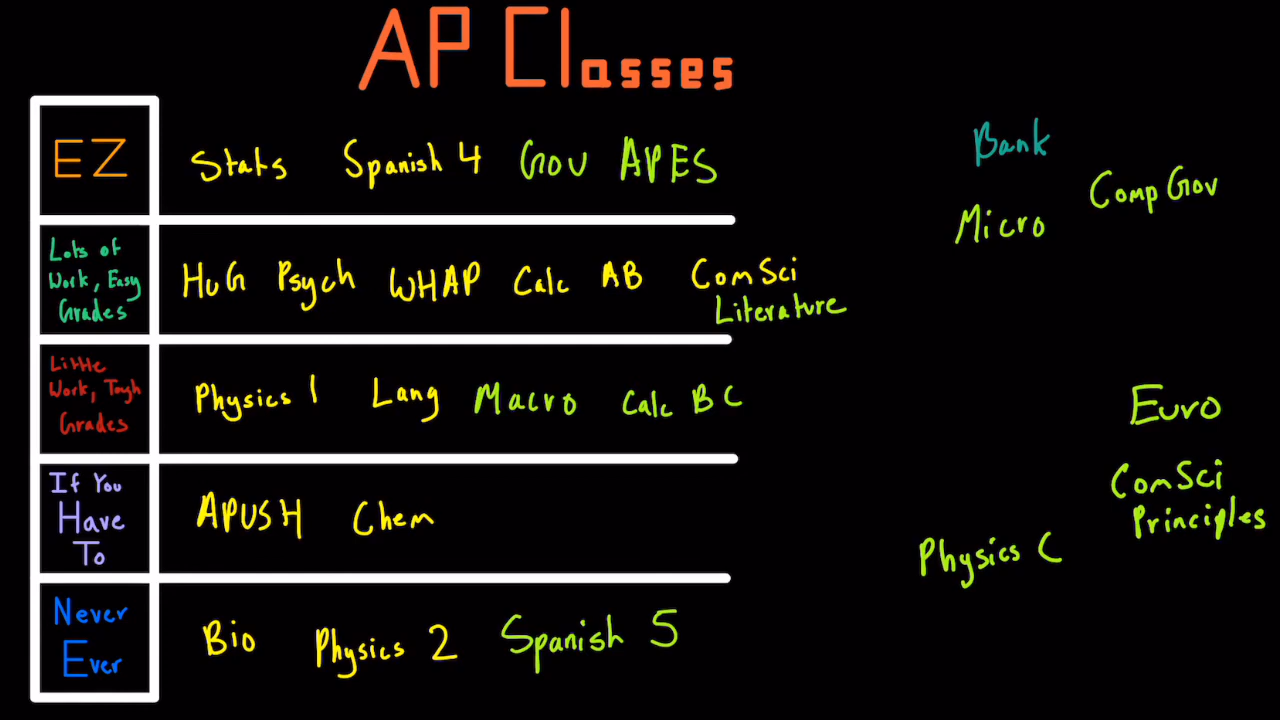 AP Classes
EZ
Stats Spanish 4 Gov APES
Lots of
Work, Easy
Grades
HuG Psych WHAP Calc AB ComSci
Literature
Little
Work, Tough
Grades
Physics 1 Lang Macro Calc BC
If You
Have
To
APUSH Chem
Never
Ever
Bio Physics 2 Spanish 5
Bank
Comp Gov
Micro
Euro
ComSci
Principles
Physics C